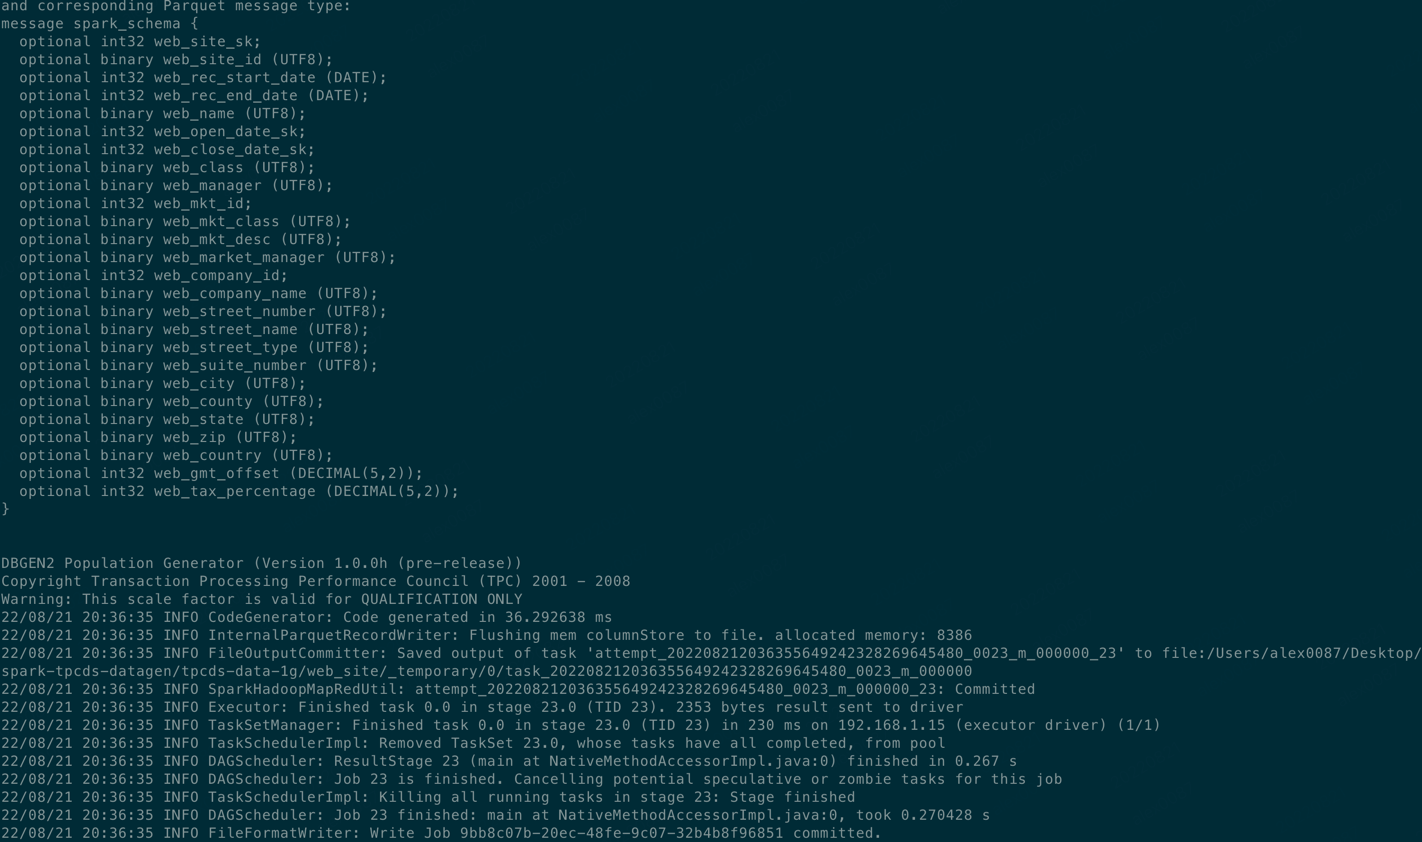 and corresponding Parquet message type:
message spark_schema {
  optional int32 web_site_sk;
  optional binary web_site_id (UTF8);
  optional int32 web_rec_start_date (DATE);
  optional int32 web_rec_end_date (DATE);
  optional binary web_name (UTF8);
  optional int32 web_open_date_sk;
  optional int32 web_close_date_sk;
  optional binary web_class (UTF8);
  optional binary web_manager (UTF8);
  optional int32 web_mkt_id;
  optional binary web_mkt_class (UTF8);
  optional binary web_mkt_desc (UTF8);
  optional binary web_market_manager (UTF8);
  optional int32 web_company_id;
  optional binary web_company_name (UTF8);
  optional binary web_street_number (UTF8);
  optional binary web_street_name (UTF8);
  optional binary web_street_type (UTF8);
  optional binary web_suite_number (UTF8);
  optional binary web_city (UTF8);
  optional binary web_county (UTF8);
  optional binary web_state (UTF8);
  optional binary web_zip (UTF8);
  optional binary web_country (UTF8);
  optional int32 web_gmt_offset (DECIMAL(5,2));
  optional int32 web_tax_percentage (DECIMAL(5,2));
}
DBGEN2 Population Generator (Version 1.0.0h (pre-release))
Copyright Transaction Processing Performance Council (TPC) 2001 - 2008
Warning: This scale factor is valid for QUALIFICATION ONLY
22/08/21 20:36:35 INFO CodeGenerator: Code generated in 36.292638 ms
22/08/21 20:36:35 INFO InternalParquetRecordWriter: Flushing mem columnStore to file. allocated memory: 8386
22/08/21 20:36:35 INFO FileOutputCommitter: Saved output of task 'attempt_202208212036355649242328269645480_0023_m_000000_23' to file:/Users/alex0087/Desktop/
spark-tpcds-datagen/tpcds-data-1g/web_site/_temporary/0/task_202208212036355649242328269645480_0023_m_000000
22/08/21 20:36:35 INFO SparkHadoopMapRedUtil: attempt_202208212036355649242328269645480_0023_m_000000_23: Committed
22/08/21 20:36:35 INFO Executor: Finished task 0.0 in stage 23.0 (TID 23). 2353 bytes result sent to driver
22/08/21 20:36:35 INFO TaskSetManager: Finished task 0.0 in stage 23.0 (TID 23) in 230 ms on 192.168.1.15 (executor driver) (1/1)
22/08/21 20:36:35 INFO TaskSchedulerImpl: Removed TaskSet 23.0, whose tasks have all completed, from pool
22/08/21 20:36:35 INFO DAGScheduler: ResultStage 23 (main at NativeMethodAccessorImpl.java:0) finished in 0.267 s
22/08/21 20:36:35 INFO DAGScheduler: Job 23 is finished. Cancelling potential speculative or zombie tasks for this job
22/08/21 20:36:35 INFO TaskSchedulerImpl: Killing all running tasks in stage 23: Stage finished
22/08/21 20:36:35 INFO DAGScheduler: Job 23 finished: main at NativeMethodAccessorImpl.java:0, took 0.270428 s
22/08/21 20:36:35 INFO FileFormatWriter: Write Job 9bb8c07b-20ec-48fe-9c07-32b4b8f96851 committed.